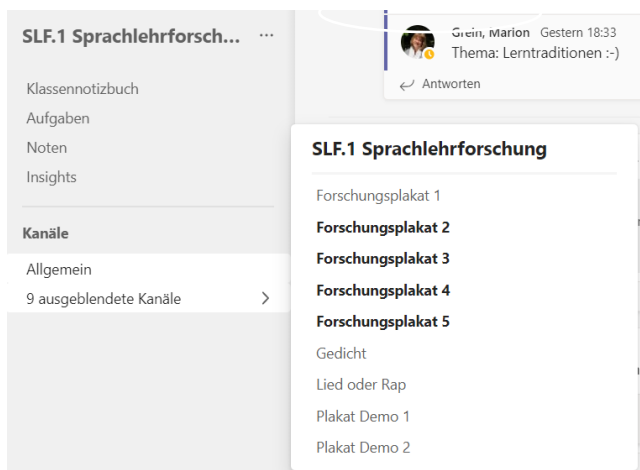 SLF.1 Sprachlehrforsch... ...
Klassennotizbuch
Aufgaben
Noten
Insights
Kanäle
Allgemein
9 ausgeblendete Kanäle
Grein, Marion Gestern 18:33
Thema: Lerntraditionen :-)
Antworten
SLF.1 Sprachlehrforschung
Forschungsplakat 1
Forschungsplakat 2
Forschungsplakat 3
Forschungsplakat 4
Forschungsplakat 5
Gedicht
Lied oder Rap
Plakat Demo 1
Plakat Demo 2